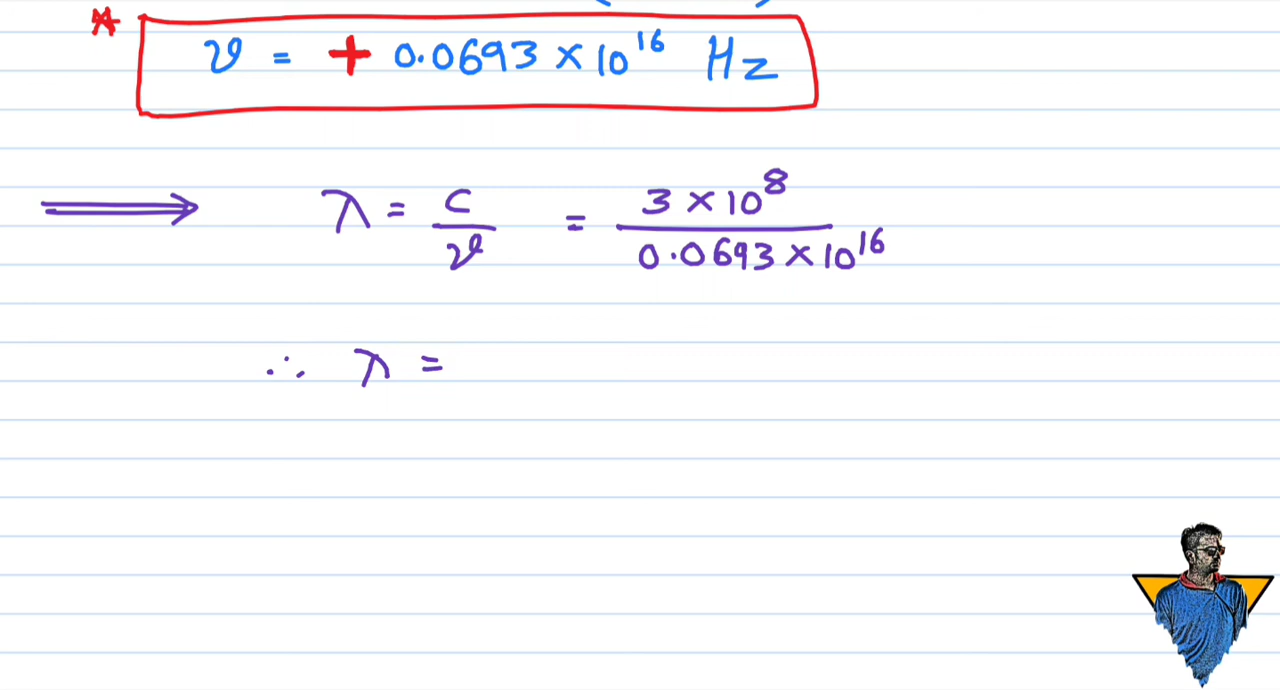 * ν = + 0.0693 × 10¹⁶ Hz
⟹ λ = c/ν = 3 × 10⁸ / 0.0693 × 10¹⁶
∴ λ =